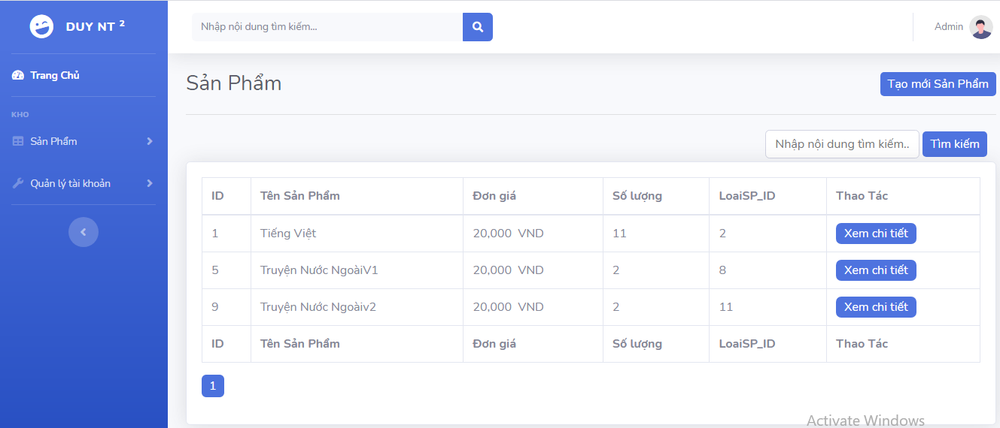 DUY NT 2
Nhập nội dung tìm kiếm...
Admin
Trang Chủ
KHO
Sản Phẩm
Quản lý tài khoản
Sản Phẩm
Tạo mới Sản Phẩm
Nhập nội dung tìm kiếm..
Tìm kiếm
ID Tên Sản Phẩm Đơn giá Số lượng LoaiSP_ID Thao Tác
1 Tiếng Việt 20,000 VND 11 2 Xem chi tiết
5 Truyện Nước NgoàiV1 20,000 VND 2 8 Xem chi tiết
9 Truyện Nước Ngoàiv2 20,000 VND 2 11 Xem chi tiết
ID Tên Sản Phẩm Đơn giá Số lượng LoaiSP_ID Thao Tác
1
Activate Windows